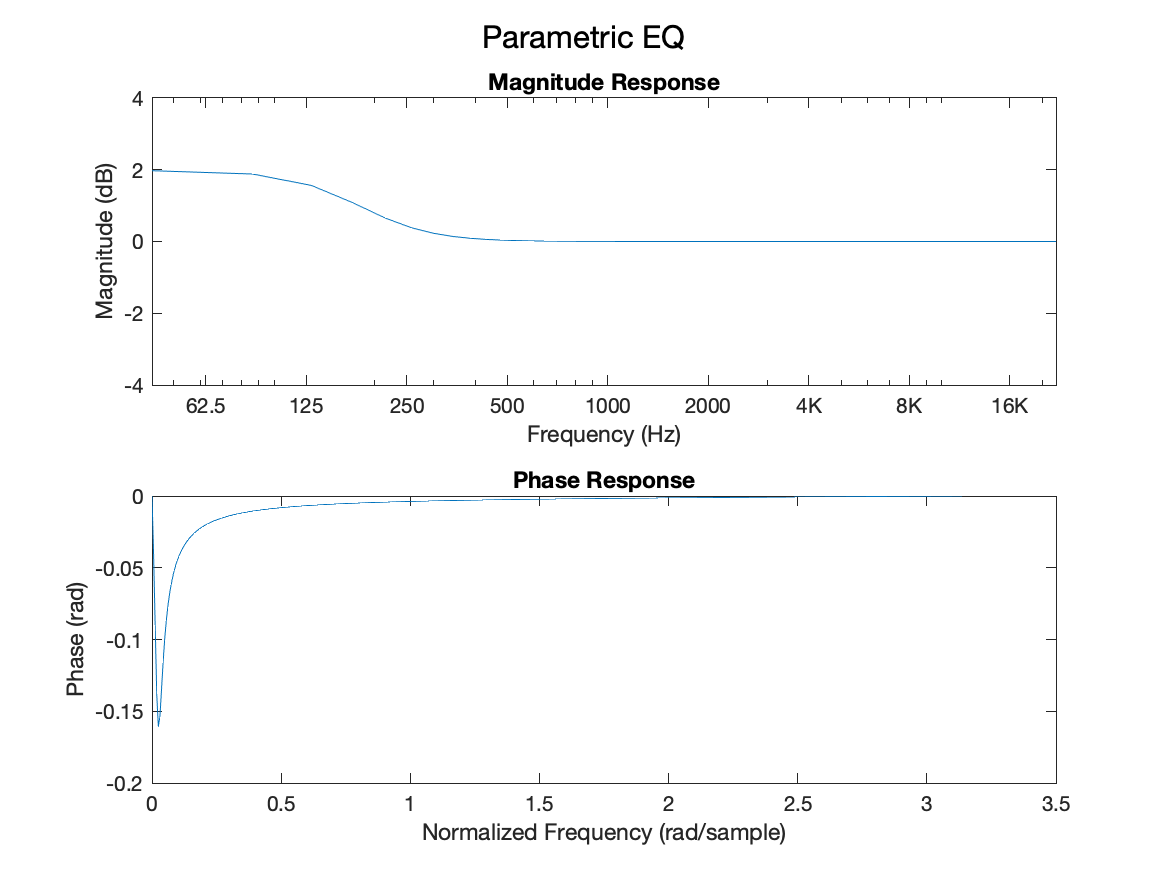 Parametric EQ
Magnitude Response
4
2
0
-2
-4
Magnitude (dB)
62.5 125 250 500 1000 2000 4K 8K 16K
Frequency (Hz)
Phase Response
0
-0.05
-0.1
-0.15
-0.2
Phase (rad)
0 0.5 1 1.5 2 2.5 3 3.5
Normalized Frequency (rad/sample)